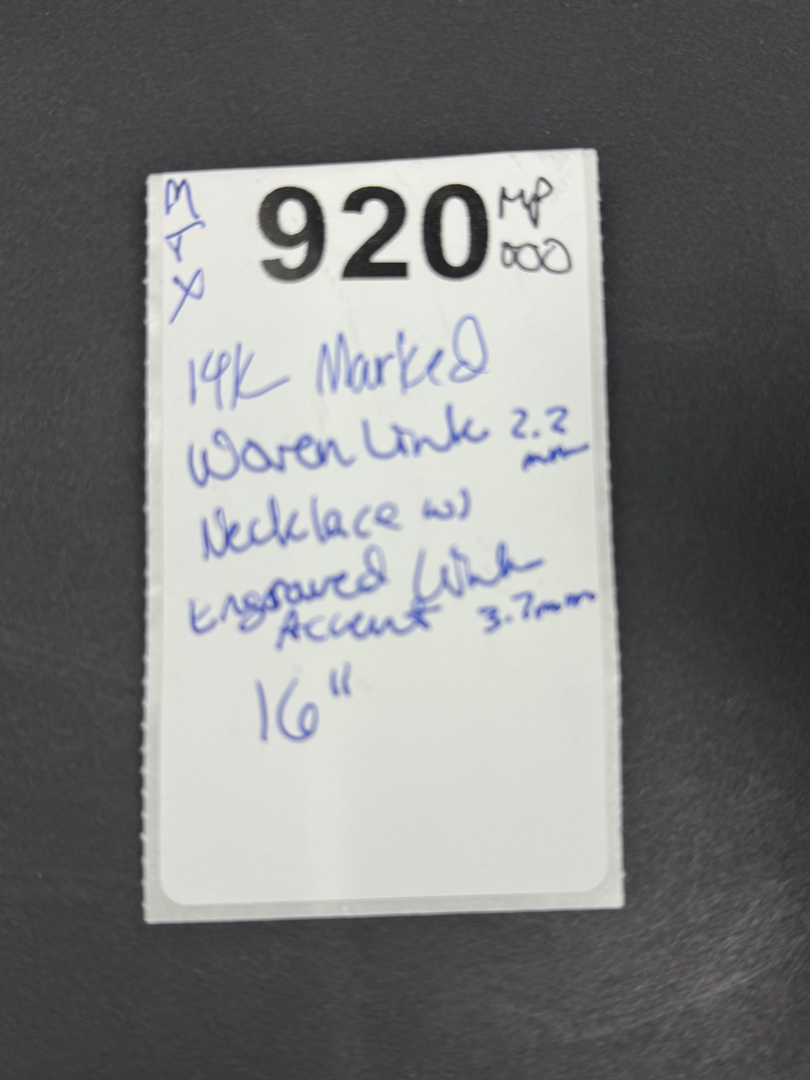 M
T
X
920
MP
000
14K Marked
Woven Link 2.2
mm
Necklace w/
Engraved Link
Accent 3.7mm
16"